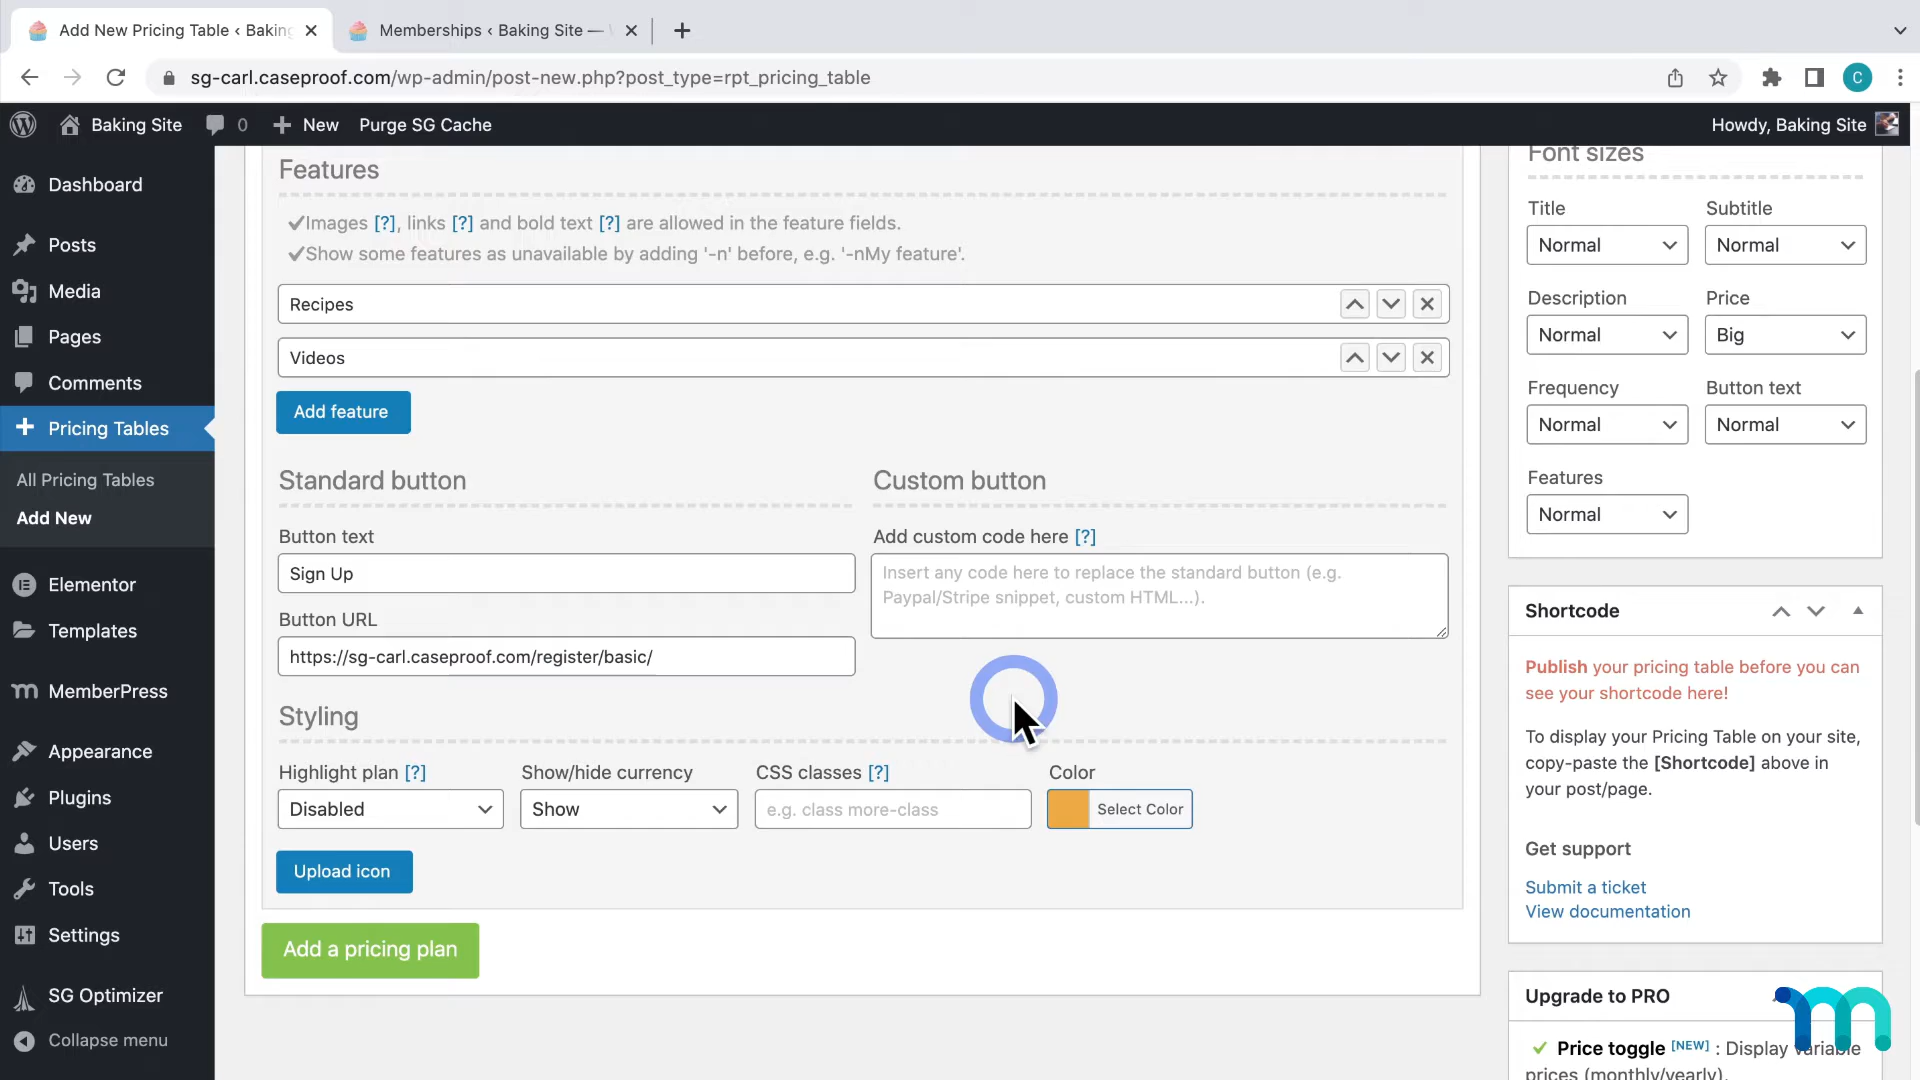 Add New Pricing Table ‹ Baking
Memberships ‹ Baking Site —
sg-carl.caseproof.com/wp-admin/post-new.php?post_type=rpt_pricing_table
C
Baking Site
0
New
Purge SG Cache
Howdy, Baking Site
Dashboard
Posts
Media
Pages
Comments
Pricing Tables
All Pricing Tables
Add New
Elementor
Templates
MemberPress
Appearance
Plugins
Users
Tools
Settings
SG Optimizer
Collapse menu
Features
✔Images [?], links [?] and bold text [?] are allowed in the feature fields.
✔Show some features as unavailable by adding '-n' before, e.g. '-nMy feature'.
Recipes
Videos
Add feature
Standard button
Button text
Sign Up
Button URL
https://sg-carl.caseproof.com/register/basic/
Custom button
Add custom code here [?]
Insert any code here to replace the standard button (e.g.
Paypal/Stripe snippet, custom HTML...).
Styling
Highlight plan [?]
Disabled
Show/hide currency
Show
CSS classes [?]
e.g. class more-class
Color
Select Color
Upload icon
Add a pricing plan
Font sizes
Title
Subtitle
Normal
Normal
Description
Price
Normal
Big
Frequency
Button text
Normal
Normal
Features
Normal
Shortcode
Publish your pricing table before you can
see your shortcode here!
To display your Pricing Table on your site,
copy-paste the [Shortcode] above in
your post/page.
Get support
Submit a ticket
View documentation
Upgrade to PRO
Price toggle [NEW] : Display variable
prices (monthly/yearly).